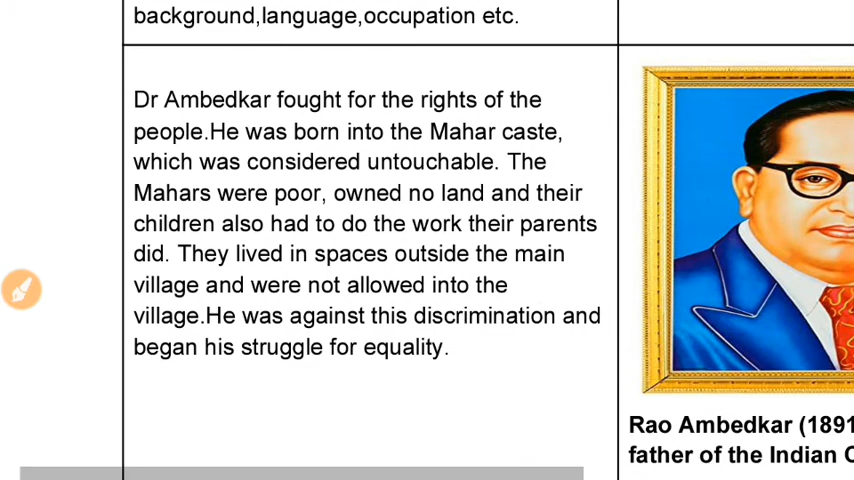 background,language,occupation etc.
Dr Ambedkar fought for the rights of the
people.He was born into the Mahar caste,
which was considered untouchable. The
Mahars were poor, owned no land and their
children also had to do the work their parents
did. They lived in spaces outside the main
village and were not allowed into the
village.He was against this discrimination and
began his struggle for equality.
Rao Ambedkar (1891
father of the Indian